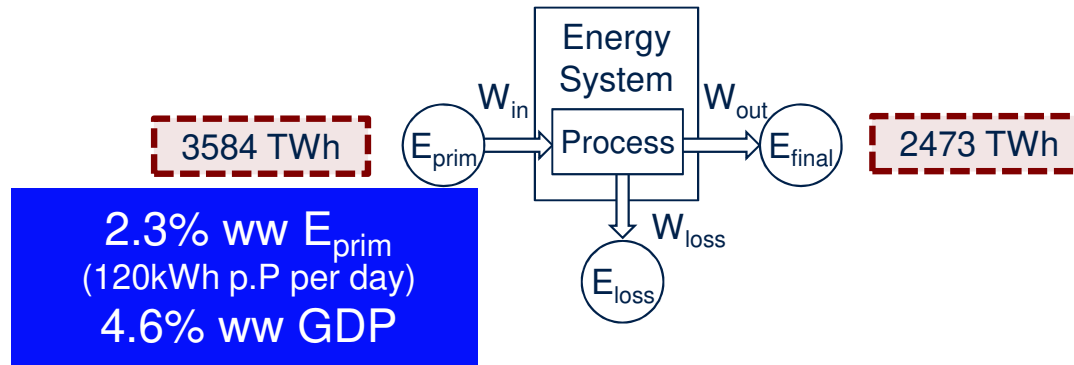 Energy
System
W_in
W_out
3584 TWh
E_prim
Process
E_final
2473 TWh
W_loss
E_loss
2.3% ww E_prim
(120kWh p.P per day)
4.6% ww GDP